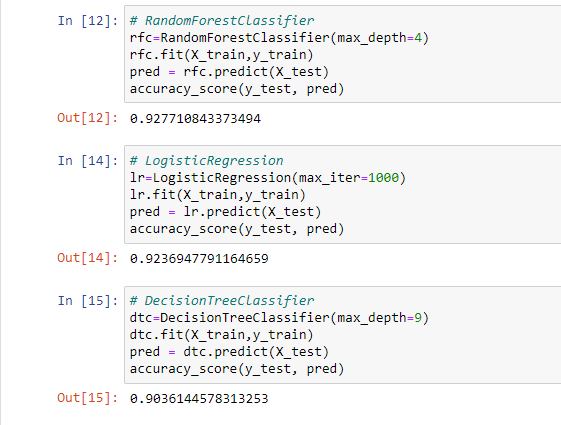 In [12]: # RandomForestClassifier
rfc=RandomForestClassifier(max_depth=4)
rfc.fit(X_train,y_train)
pred = rfc.predict(X_test)
accuracy_score(y_test, pred)
Out[12]: 0.927710843373494
In [14]: # LogisticRegression
lr=LogisticRegression(max_iter=1000)
lr.fit(X_train,y_train)
pred = lr.predict(X_test)
accuracy_score(y_test, pred)
Out[14]: 0.9236947791164659
In [15]: # DecisionTreeClassifier
dtc=DecisionTreeClassifier(max_depth=9)
dtc.fit(X_train,y_train)
pred = dtc.predict(X_test)
accuracy_score(y_test, pred)
Out[15]: 0.9036144578313253